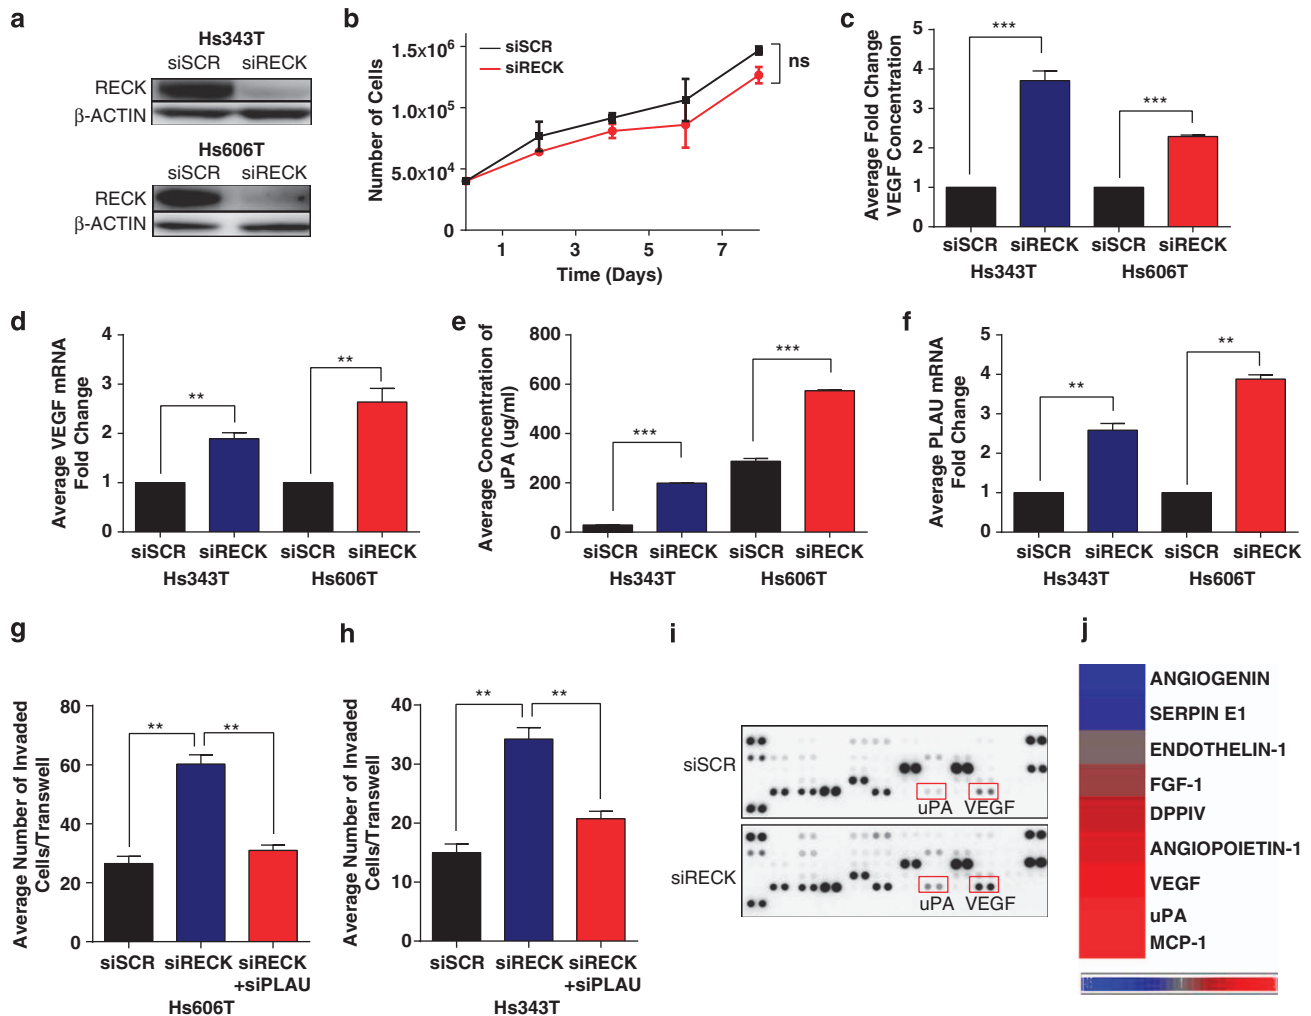 a
Hs343T
siSCR siRECK
RECK
β-ACTIN
Hs606T
siSCR siRECK
RECK
β-ACTIN
b
Number of Cells
1.5x10⁶
1.0x10⁵
5.0x10⁴
0
siSCR
siRECK
ns
1 3 5 7
Time (Days)
c
Average Fold Change
VEGF Concentration
5
4
3
2
1
0
***
***
siSCR siRECK siSCR siRECK
Hs343T Hs606T
d
Average VEGF mRNA
Fold Change
4
3
2
1
0
**
**
siSCR siRECK siSCR siRECK
Hs343T Hs606T
e
Average Concentration of
uPA (ug/ml)
800
600
400
200
0
***
***
siSCR siRECK siSCR siRECK
Hs343T Hs606T
f
Average PLAU mRNA
Fold Change
5
4
3
2
1
0
**
**
siSCR siRECK siSCR siRECK
Hs343T Hs606T
g
Average Number of Invaded
Cells/Transwell
80
60
40
20
0
** **
siSCR siRECK siRECK
+siPLAU
Hs606T
h
Average Number of Invaded
Cells/Transwell
40
30
20
10
0
** **
siSCR siRECK siRECK
+siPLAU
Hs343T
i
siSCR
uPA VEGF
siRECK
uPA VEGF
j
ANGIOGENIN
SERPIN E1
ENDOTHELIN-1
FGF-1
DPPIV
ANGIOPOIETIN-1
VEGF
uPA
MCP-1